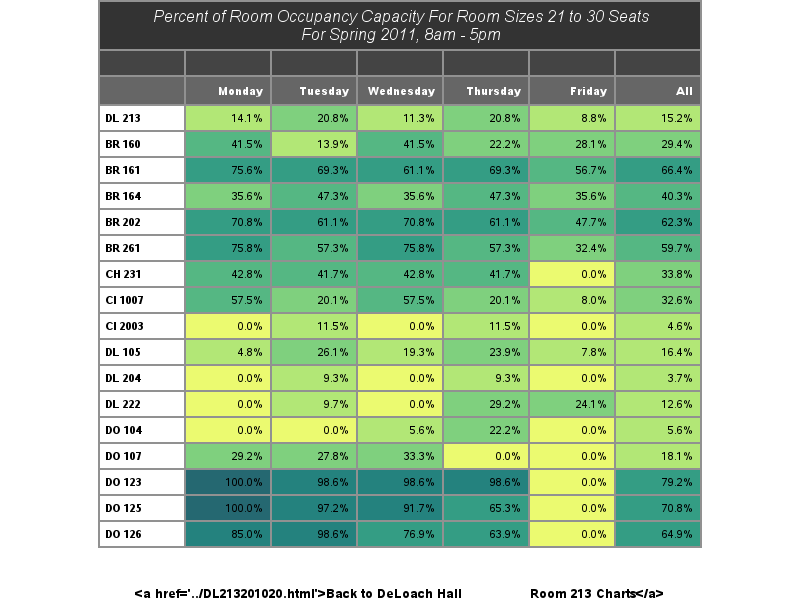 Percent of Room Occupancy Capacity For Room Sizes 21 to 30 Seats
For Spring 2011, 8am - 5pm
Monday Tuesday Wednesday Thursday Friday All
DL 213 14.1% 20.8% 11.3% 20.8% 8.8% 15.2%
BR 160 41.5% 13.9% 41.5% 22.2% 28.1% 29.4%
BR 161 75.6% 69.3% 61.1% 69.3% 56.7% 66.4%
BR 164 35.6% 47.3% 35.6% 47.3% 35.6% 40.3%
BR 202 70.8% 61.1% 70.8% 61.1% 47.7% 62.3%
BR 261 75.8% 57.3% 75.8% 57.3% 32.4% 59.7%
CH 231 42.8% 41.7% 42.8% 41.7% 0.0% 33.8%
CI 1007 57.5% 20.1% 57.5% 20.1% 8.0% 32.6%
CI 2003 0.0% 11.5% 0.0% 11.5% 0.0% 4.6%
DL 105 4.8% 26.1% 19.3% 23.9% 7.8% 16.4%
DL 204 0.0% 9.3% 0.0% 9.3% 0.0% 3.7%
DL 222 0.0% 9.7% 0.0% 29.2% 24.1% 12.6%
DO 104 0.0% 0.0% 5.6% 22.2% 0.0% 5.6%
DO 107 29.2% 27.8% 33.3% 0.0% 0.0% 18.1%
DO 123 100.0% 98.6% 98.6% 98.6% 0.0% 79.2%
DO 125 100.0% 97.2% 91.7% 65.3% 0.0% 70.8%
DO 126 85.0% 98.6% 76.9% 63.9% 0.0% 64.9%
<a href='../DL213201020.html'>Back to DeLoach Hall Room 213 Charts</a>